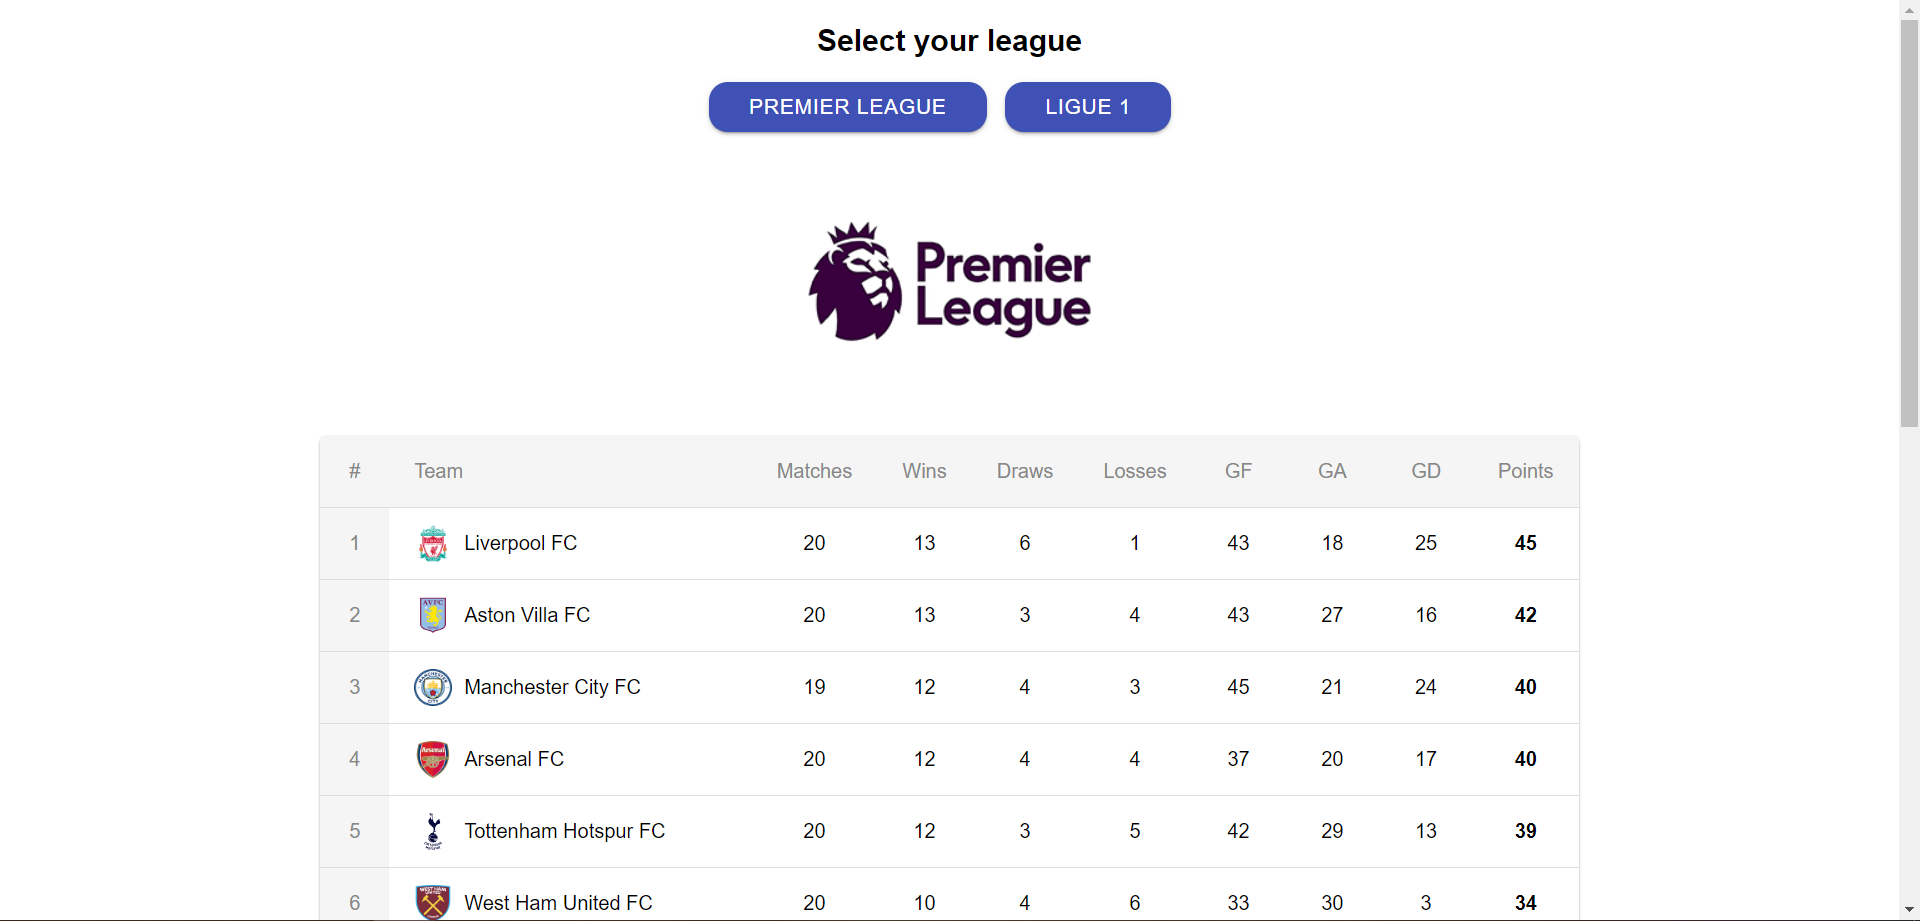 Select your league
PREMIER LEAGUE LIGUE 1
Premier
League
# Team Matches Wins Draws Losses GF GA GD Points
1 Liverpool FC 20 13 6 1 43 18 25 45
2 Aston Villa FC 20 13 3 4 43 27 16 42
3 Manchester City FC 19 12 4 3 45 21 24 40
4 Arsenal FC 20 12 4 4 37 20 17 40
5 Tottenham Hotspur FC 20 12 3 5 42 29 13 39
6 West Ham United FC 20 10 4 6 33 30 3 34